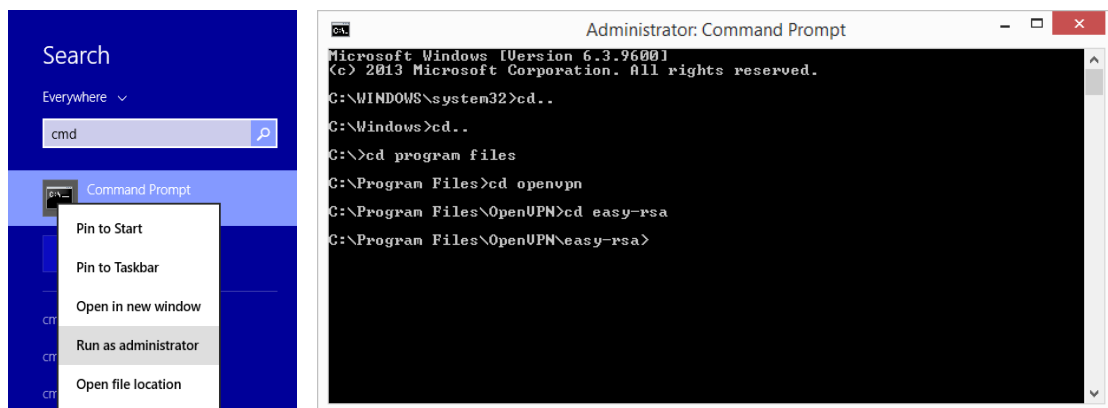 Search
Everywhere
cmd
Command Prompt
Pin to Start
Pin to Taskbar
Open in new window
Run as administrator
Open file location
cm
cm
cm
Administrator: Command Prompt
Microsoft Windows [Version 6.3.9600]
(c) 2013 Microsoft Corporation. All rights reserved.
C:\WINDOWS\system32>cd..
C:\Windows>cd..
C:\>cd program files
C:\Program Files>cd openvpn
C:\Program Files\OpenVPN>cd easy-rsa
C:\Program Files\OpenVPN\easy-rsa>